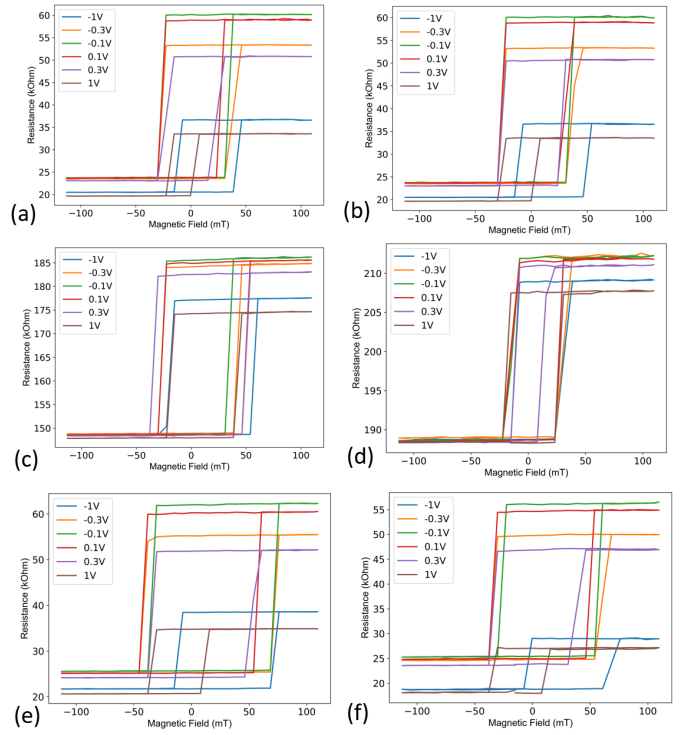 60
55
50
45
40
35
30
25
20
Resistance (kOhm)
-1V
-0.3V
-0.1V
0.1V
0.3V
1V
−100 −50 0 50 100
Magnetic Field (mT)
(a)
60
55
50
45
40
35
30
25
20
Resistance (kOhm)
-1V
-0.3V
-0.1V
0.1V
0.3V
1V
−100 −50 0 50 100
Magnetic Field (mT)
(b)
185
180
175
170
165
160
155
150
Resistance (kOhm)
-1V
-0.3V
-0.1V
0.1V
0.3V
1V
−100 −50 0 50 100
Magnetic Field (mT)
(c)
210
205
200
195
190
Resistance (kOhm)
-1V
-0.3V
-0.1V
0.1V
0.3V
1V
−100 −50 0 50 100
Magnetic Field (mT)
(d)
60
50
40
30
20
Resistance (kOhm)
-1V
-0.3V
-0.1V
0.1V
0.3V
1V
−100 −50 0 50 100
Magnetic Field (mT)
(e)
55
50
45
40
35
30
25
20
Resistance (kOhm)
-1V
-0.3V
-0.1V
0.1V
0.3V
1V
−100 −50 0 50 100
Magnetic Field (mT)
(f)